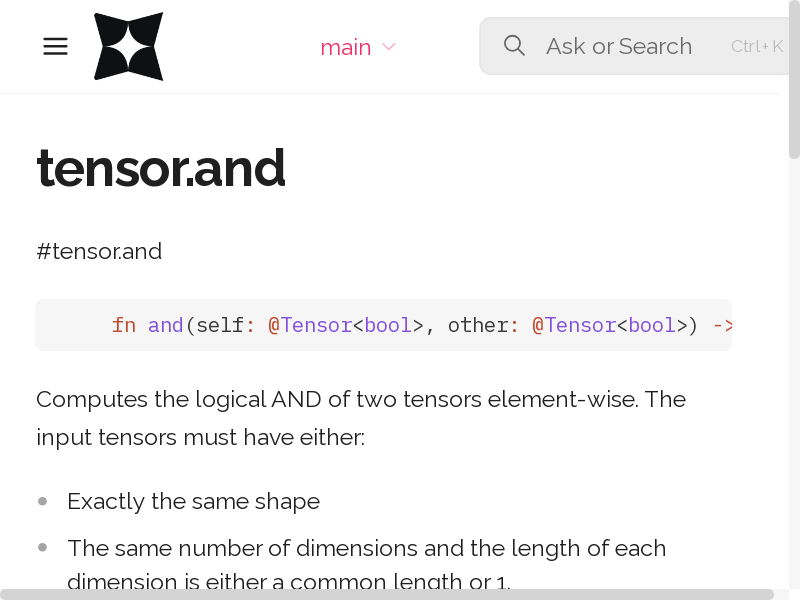 main
Ask or Search
Ctrl+K
tensor.and
#tensor.and
fn and(self: @Tensor<bool>, other: @Tensor<bool>) ->
Computes the logical AND of two tensors element-wise. The
input tensors must have either:
Exactly the same shape
The same number of dimensions and the length of each
dimension is either a common length or 1.